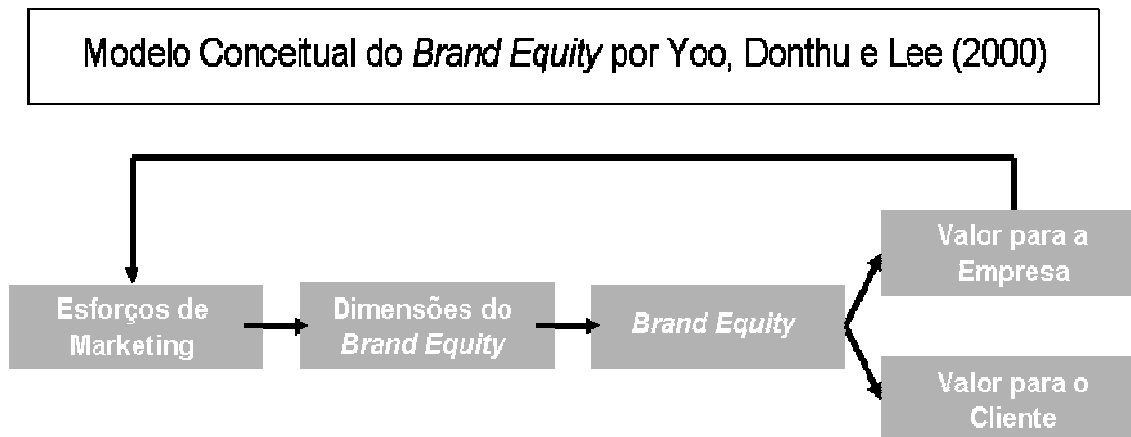 Modelo Conceitual do Brand Equity por Yoo, Donthu e Lee (2000)
Esforços de
Marketing
Dimensões do
Brand Equity
Brand Equity
Valor para a
Empresa
Valor para o
Cliente